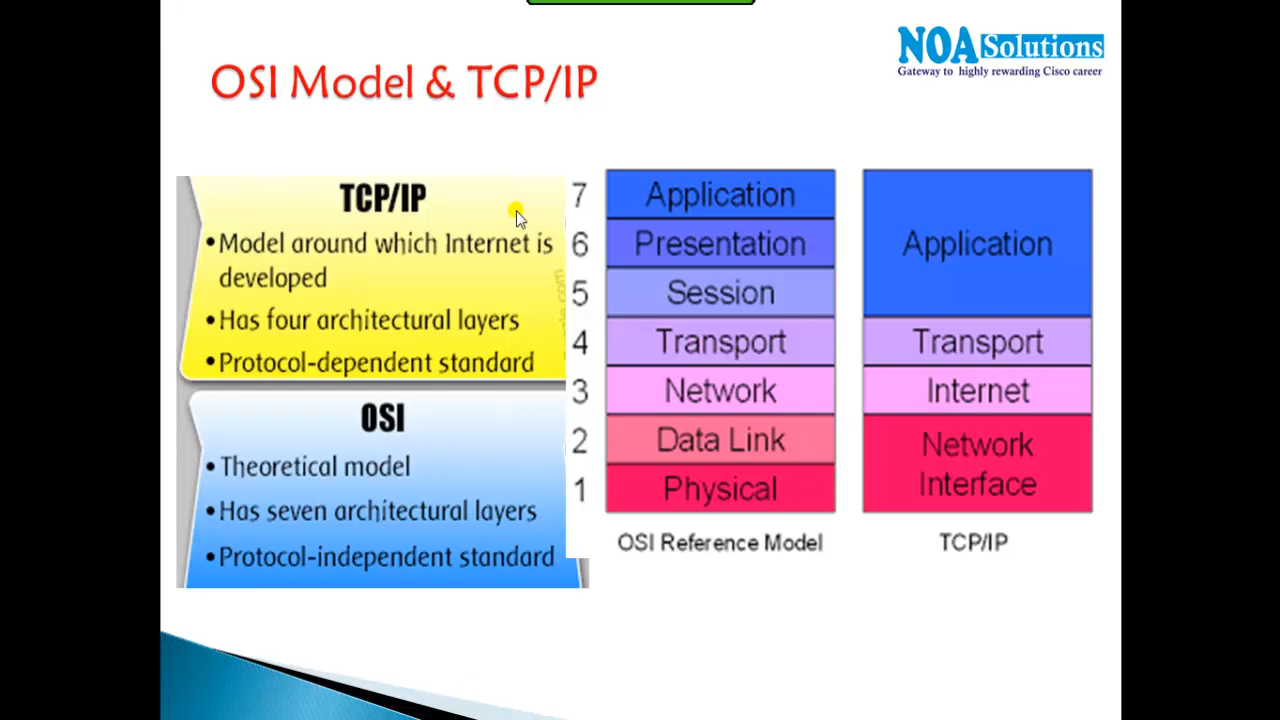 NOA Solutions
Gateway to highly rewarding Cisco career
OSI Model & TCP/IP
TCP/IP
•Model around which Internet is
developed
•Has four architectural layers
•Protocol-dependent standard
OSI
•Theoretical model
•Has seven architectural layers
•Protocol-independent standard
7 Application
6 Presentation
5 Session
4 Transport
3 Network
2 Data Link
1 Physical
OSI Reference Model
Application
Transport
Internet
Network
Interface
TCP/IP